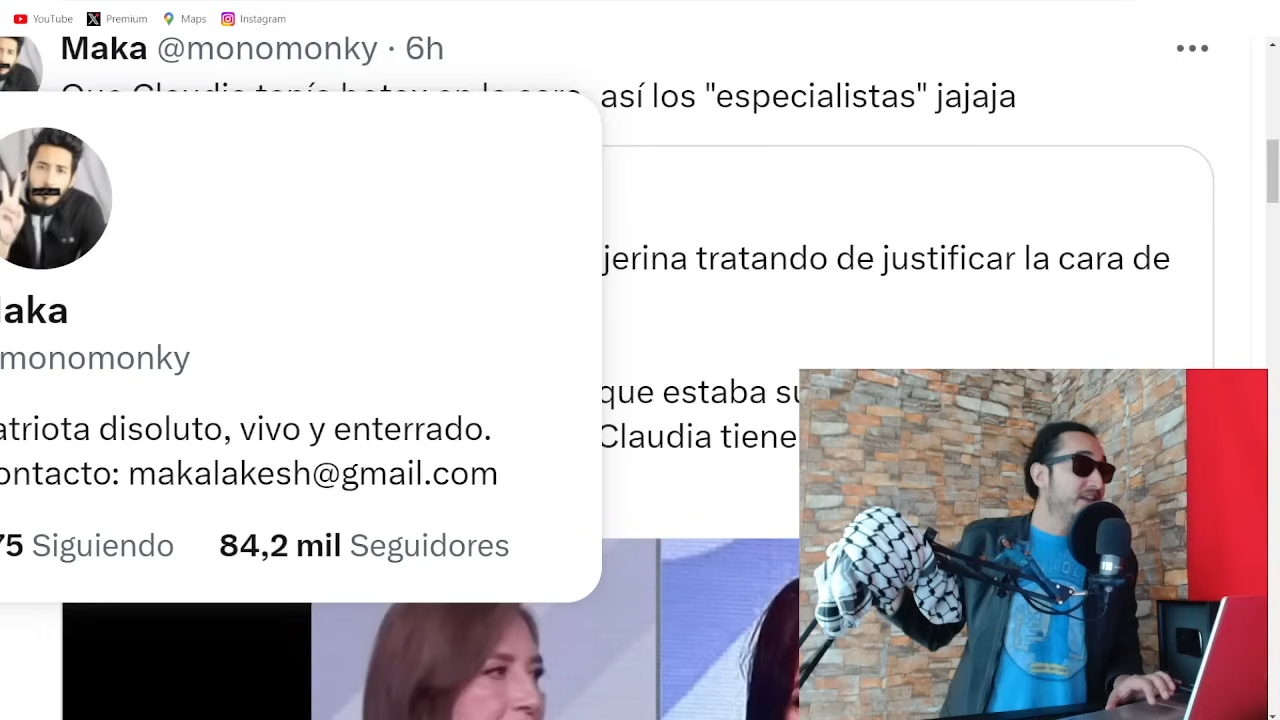 YouTube Premium Maps Instagram
Maka @monomonky · 6h
así los "especialistas" jajaja
jerina tratando de justificar la cara de
aka
monomonky
que estaba su
atriota disoluto, vivo y enterrado.
Claudia tiene
ontacto: makalakesh@gmail.com
75 Siguiendo 84,2 mil Seguidores